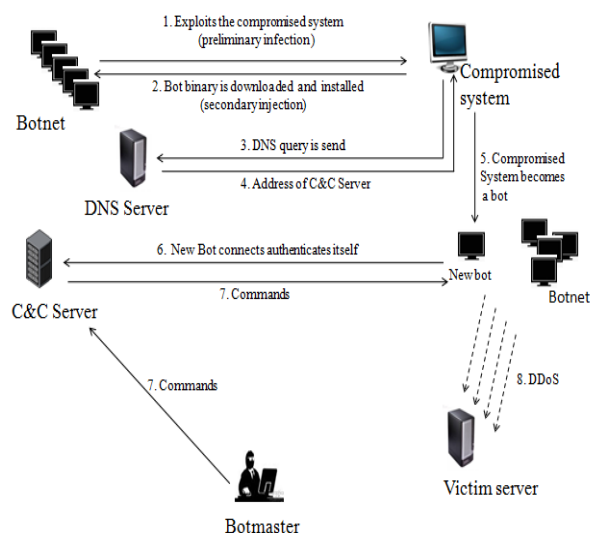 1. Exploits the compromised system
(preliminary infection)
2. Bot binary is downloaded and installed
(secondary injection)
Botnet
Compromised
system
3. DNS query is send
4. Address of C&C Server
DNS Server
5. Compromised
System becomes
a bot
6. New Bot connects authenticates itself
7. Commands
C&C Server
New bot
Botnet
7. Commands
8. DDoS
Victim server
Botmaster